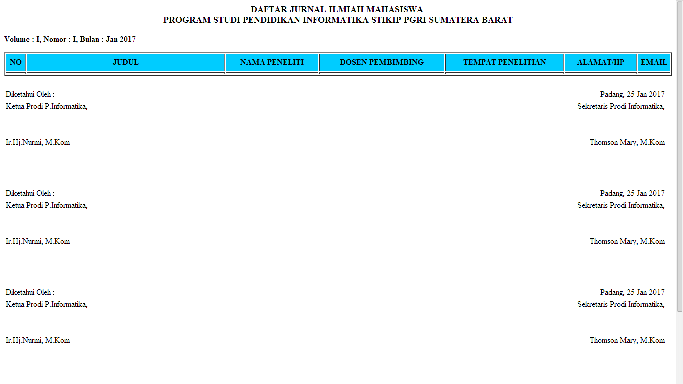 DAFTAR JURNAL ILMIAH MAHASISWA
PROGRAM STUDI PENDIDIKAN INFORMATIKA STIKIP PGRI SUMATERA BARAT
Volume : I, Nomor : I, Bulan : Jan 2017
NO JUDUL NAMA PENELITI DOSEN PEMBIMBING TEMPAT PENELITIAN ALAMAT/HP EMAIL
Diketahui Oleh : Padang, 25 Jan 2017
Ketua Prodi P.Informatika, Sekretaris Prodi Informatika,
Ir.Hj.Nurmi, M.Kom Thomson Mary, M.Kom
Diketahui Oleh : Padang, 25 Jan 2017
Ketua Prodi P.Informatika, Sekretaris Prodi Informatika,
Ir.Hj.Nurmi, M.Kom Thomson Mary, M.Kom
Diketahui Oleh : Padang, 25 Jan 2017
Ketua Prodi P.Informatika, Sekretaris Prodi Informatika,
Ir.Hj.Nurmi, M.Kom Thomson Mary, M.Kom